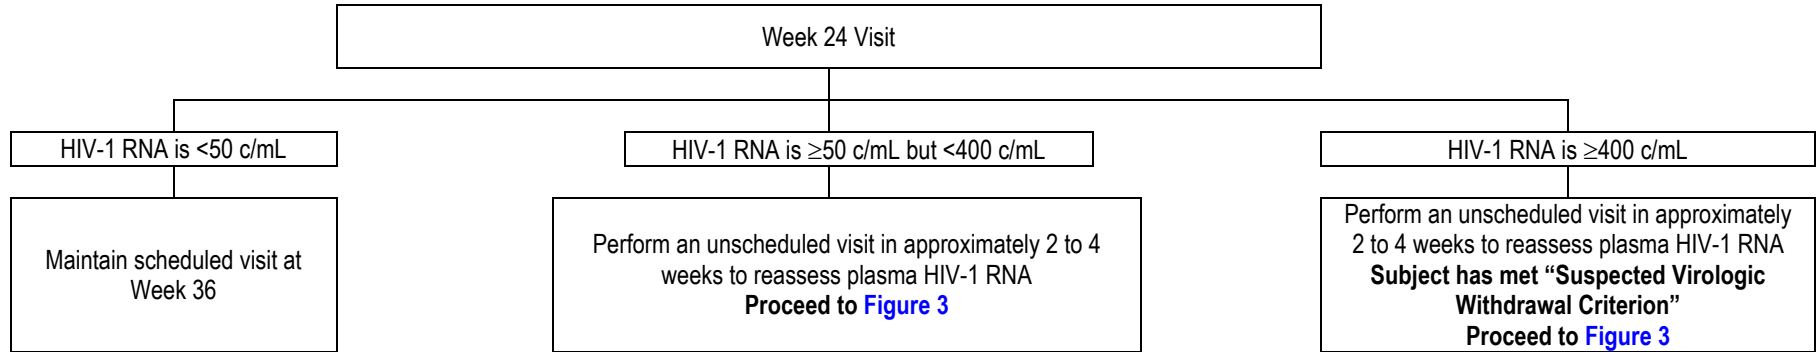 Week 24 Visit
HIV-1 RNA is <50 c/mL
HIV-1 RNA is ≥50 c/mL but <400 c/mL
HIV-1 RNA is ≥400 c/mL
Maintain scheduled visit at
Week 36
Perform an unscheduled visit in approximately 2 to 4
weeks to reassess plasma HIV-1 RNA
Proceed to Figure 3
Perform an unscheduled visit in approximately
2 to 4 weeks to reassess plasma HIV-1 RNA
Subject has met “Suspected Virologic
Withdrawal Criterion”
Proceed to Figure 3